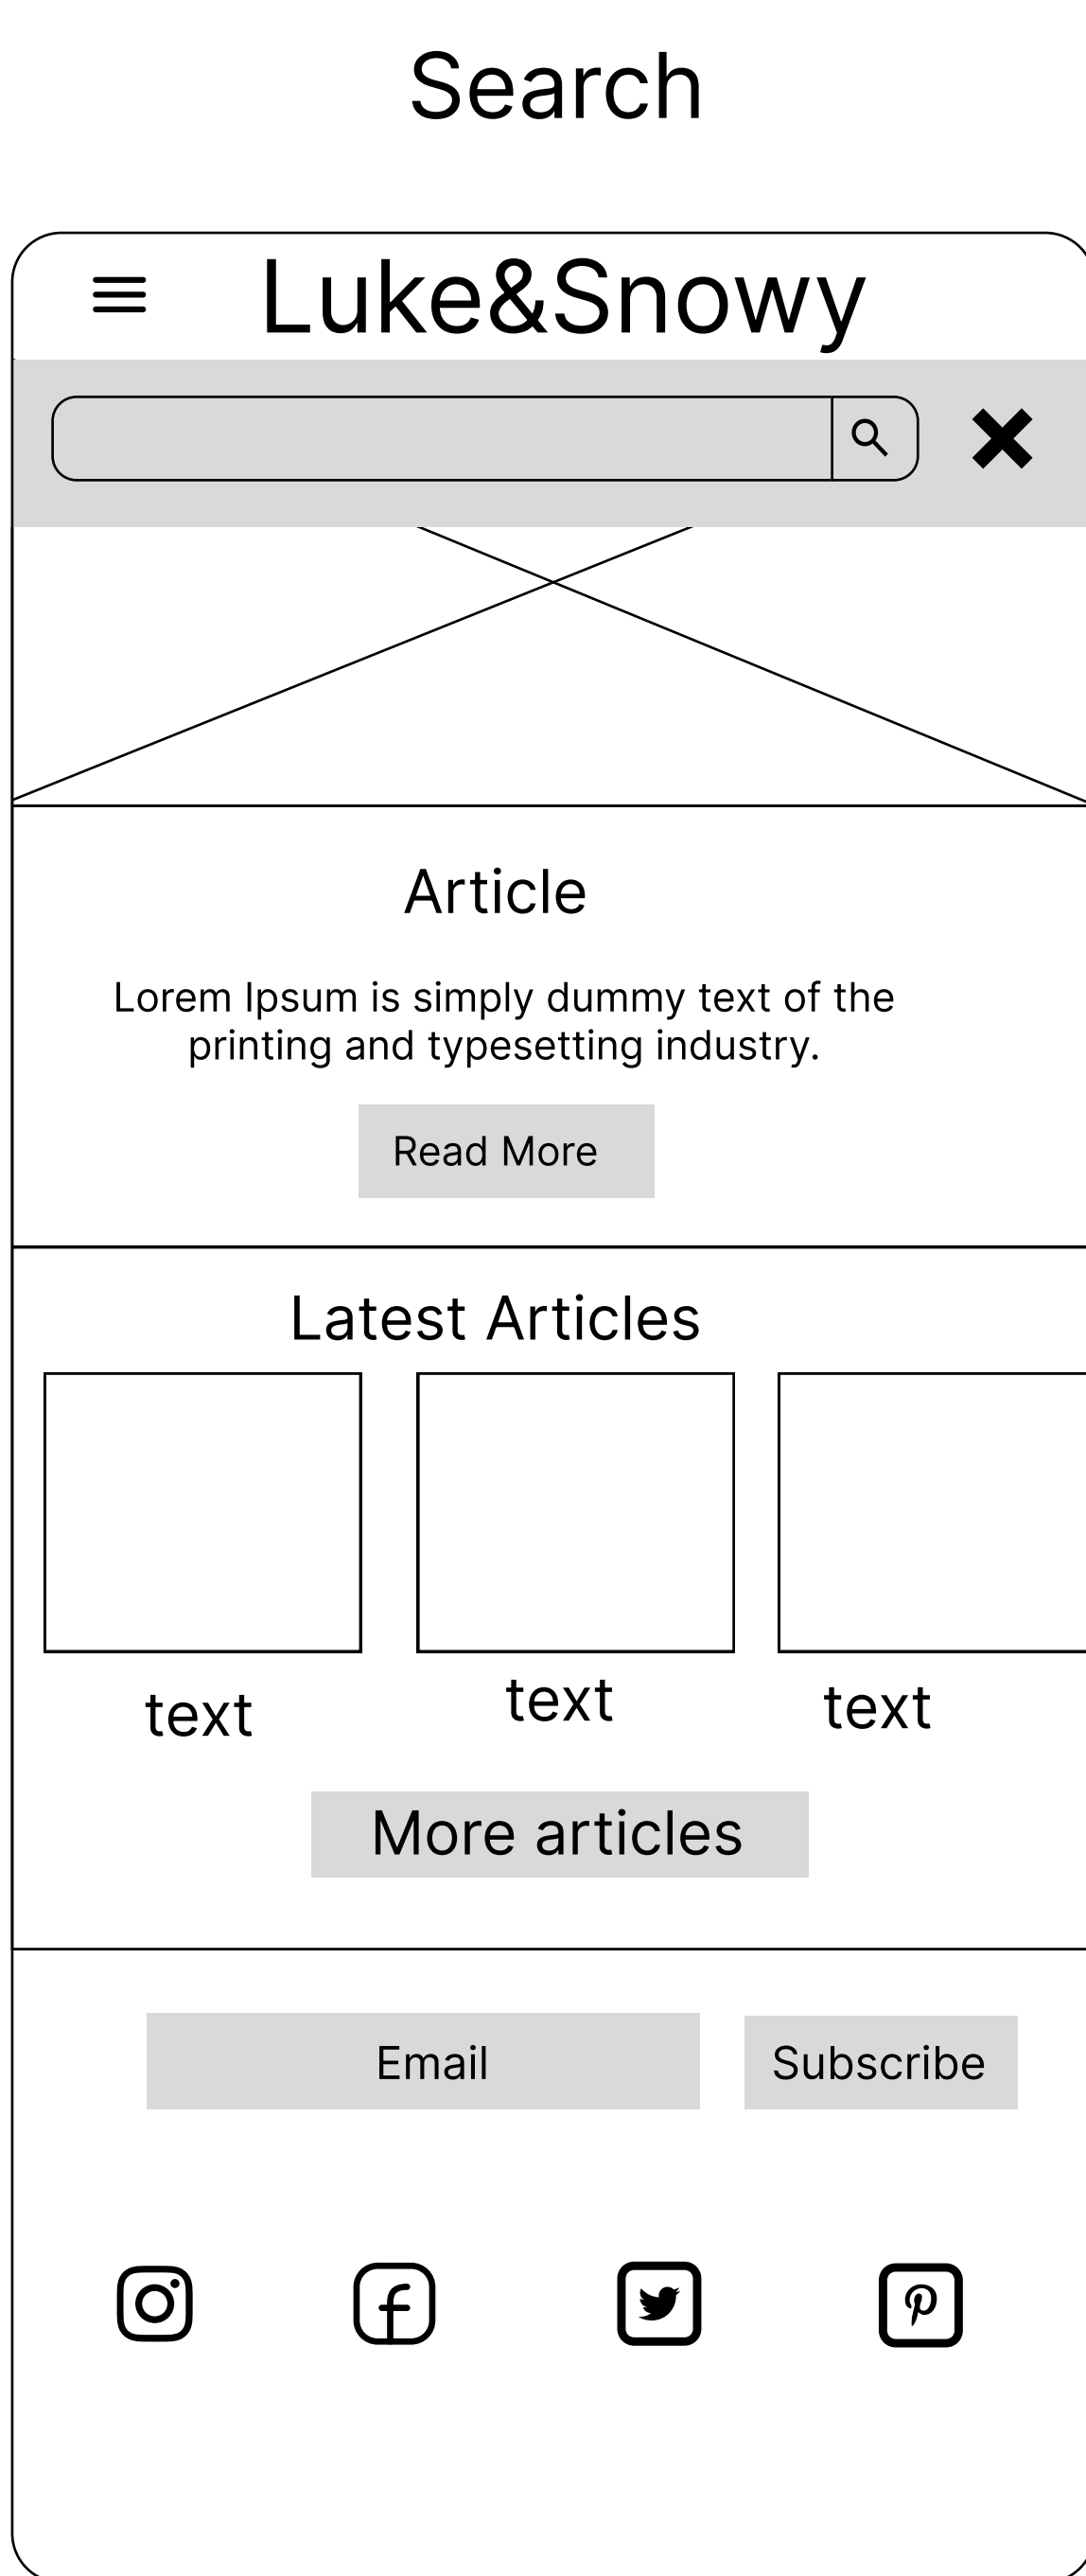 Search
Luke&Snowy
Article
Lorem Ipsum is simply dummy text of the
printing and typesetting industry.
Read More
Latest Articles
text
text
text
More articles
Email
Subscribe